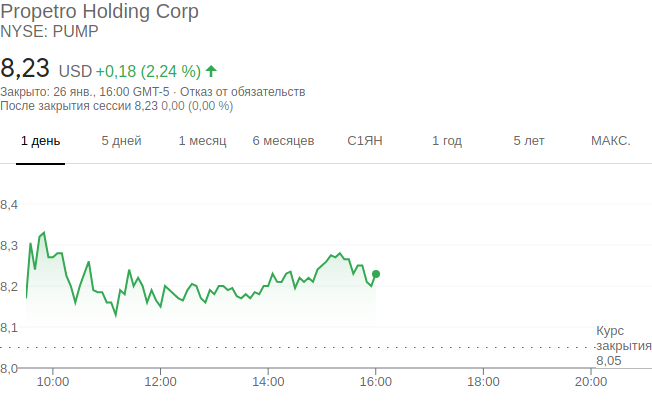 Propetro Holding Corp
NYSE: PUMP
8,23 USD +0,18 (2,24 %)
Закрыто: 26 янв., 16:00 GMT-5 · Отказ от обязательств
После закрытия сессии 8,23 0,00 (0,00 %)
1 день 5 дней 1 месяц 6 месяцев С1ЯН 1 год 5 лет МАКС.
8,4
8,3
8,2
8,1
Курс
закрытия
8,05
8,0
10:00 12:00 14:00 16:00 18:00 20:00